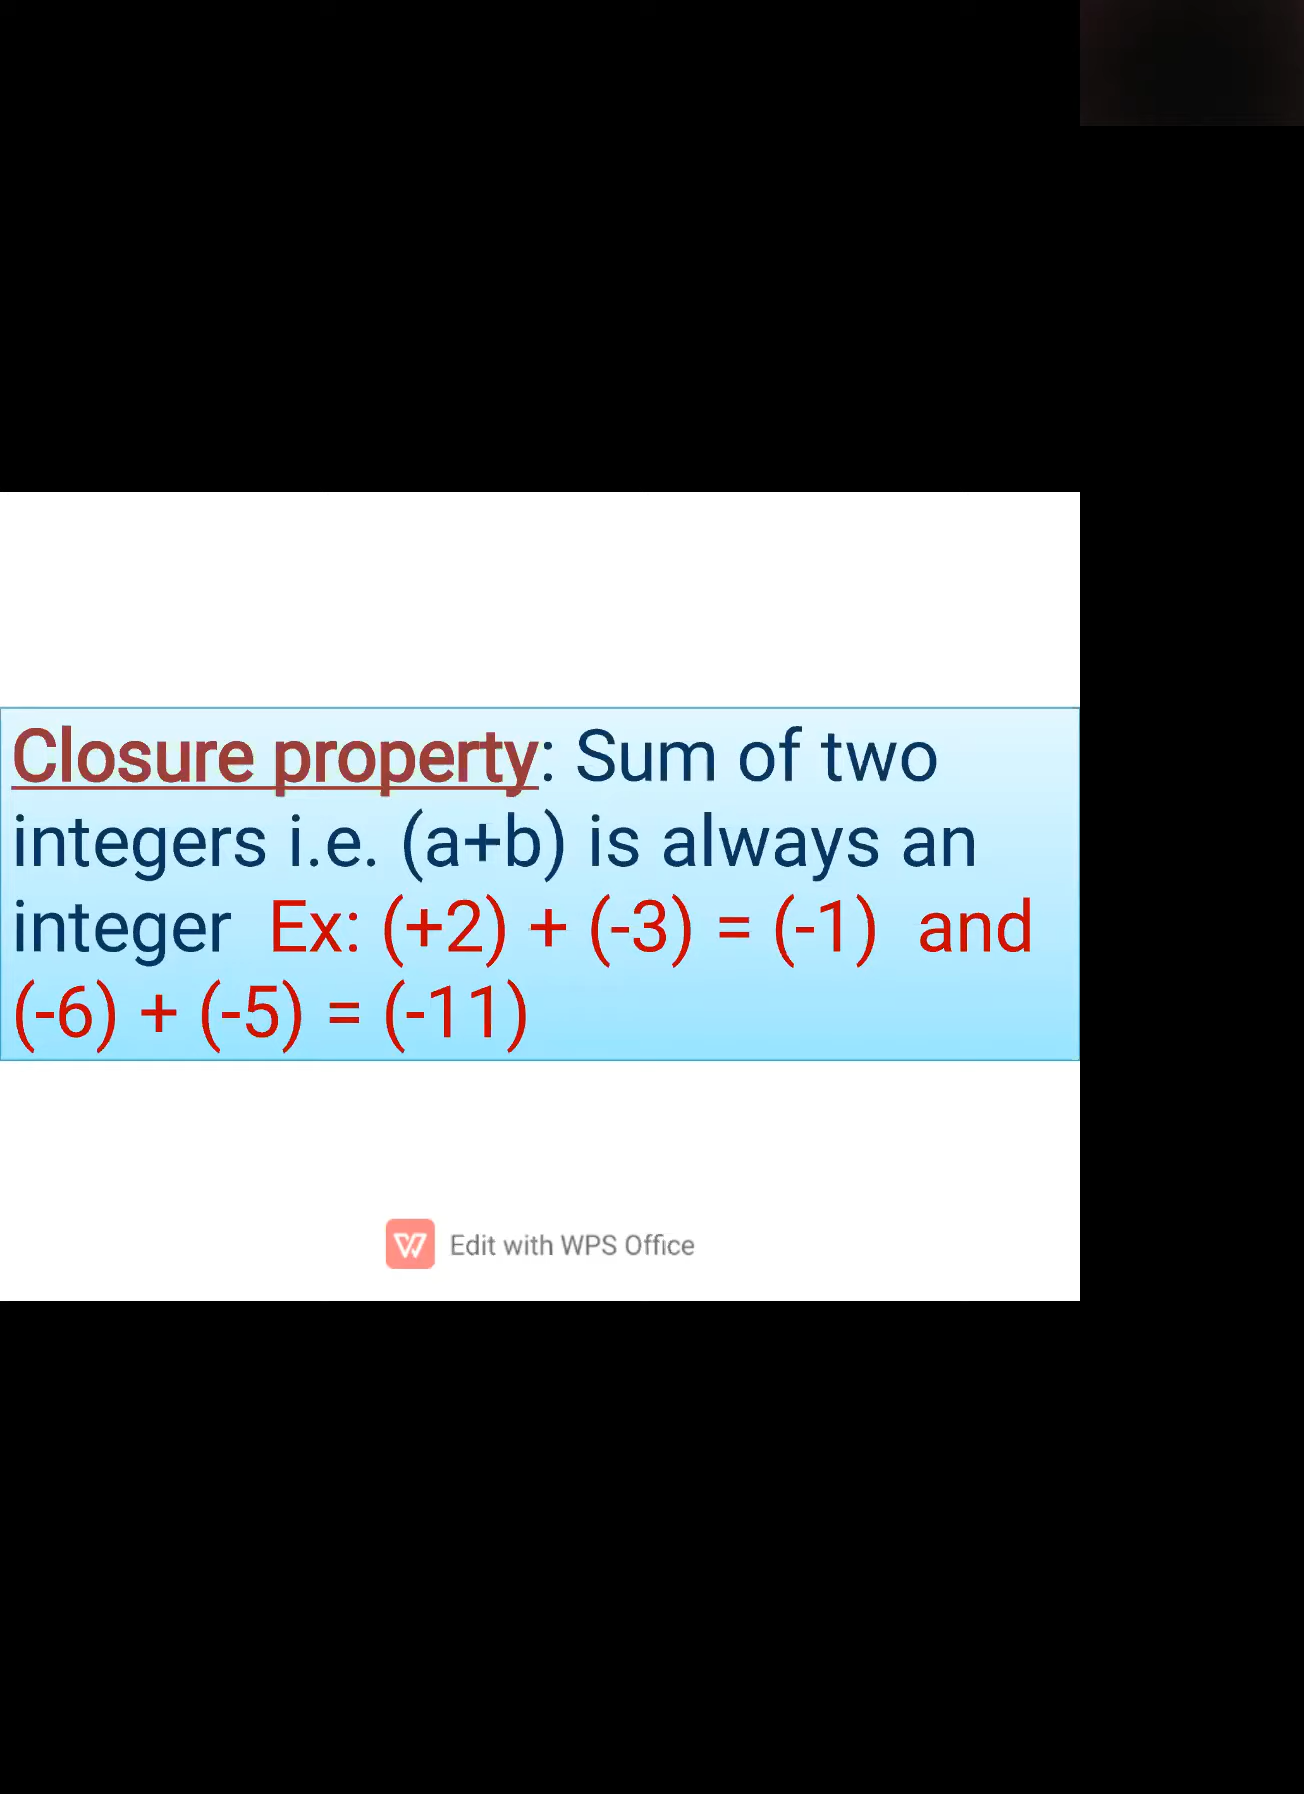 Closure property: Sum of two
integers i.e. (a+b) is always an
integer  Ex: (+2) + (-3) = (-1)  and
(-6) + (-5) = (-11)
Edit with WPS Office